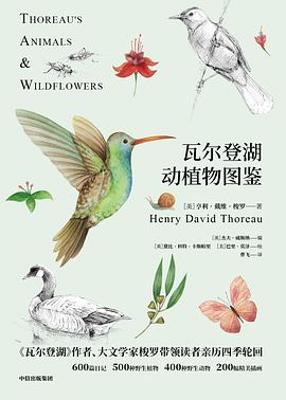 THOREAU'S
ANIMALS
&
WILDFLOWERS
瓦尔登湖
动植物图鉴
[美] 亨利·戴维·梭罗 — 著
Henry David Thoreau
《瓦尔登湖》作者、大文学家梭罗带领读者亲历四季轮回
600篇日记 500种野生植物 400种野生动物 200幅精美插画
中信出版集团